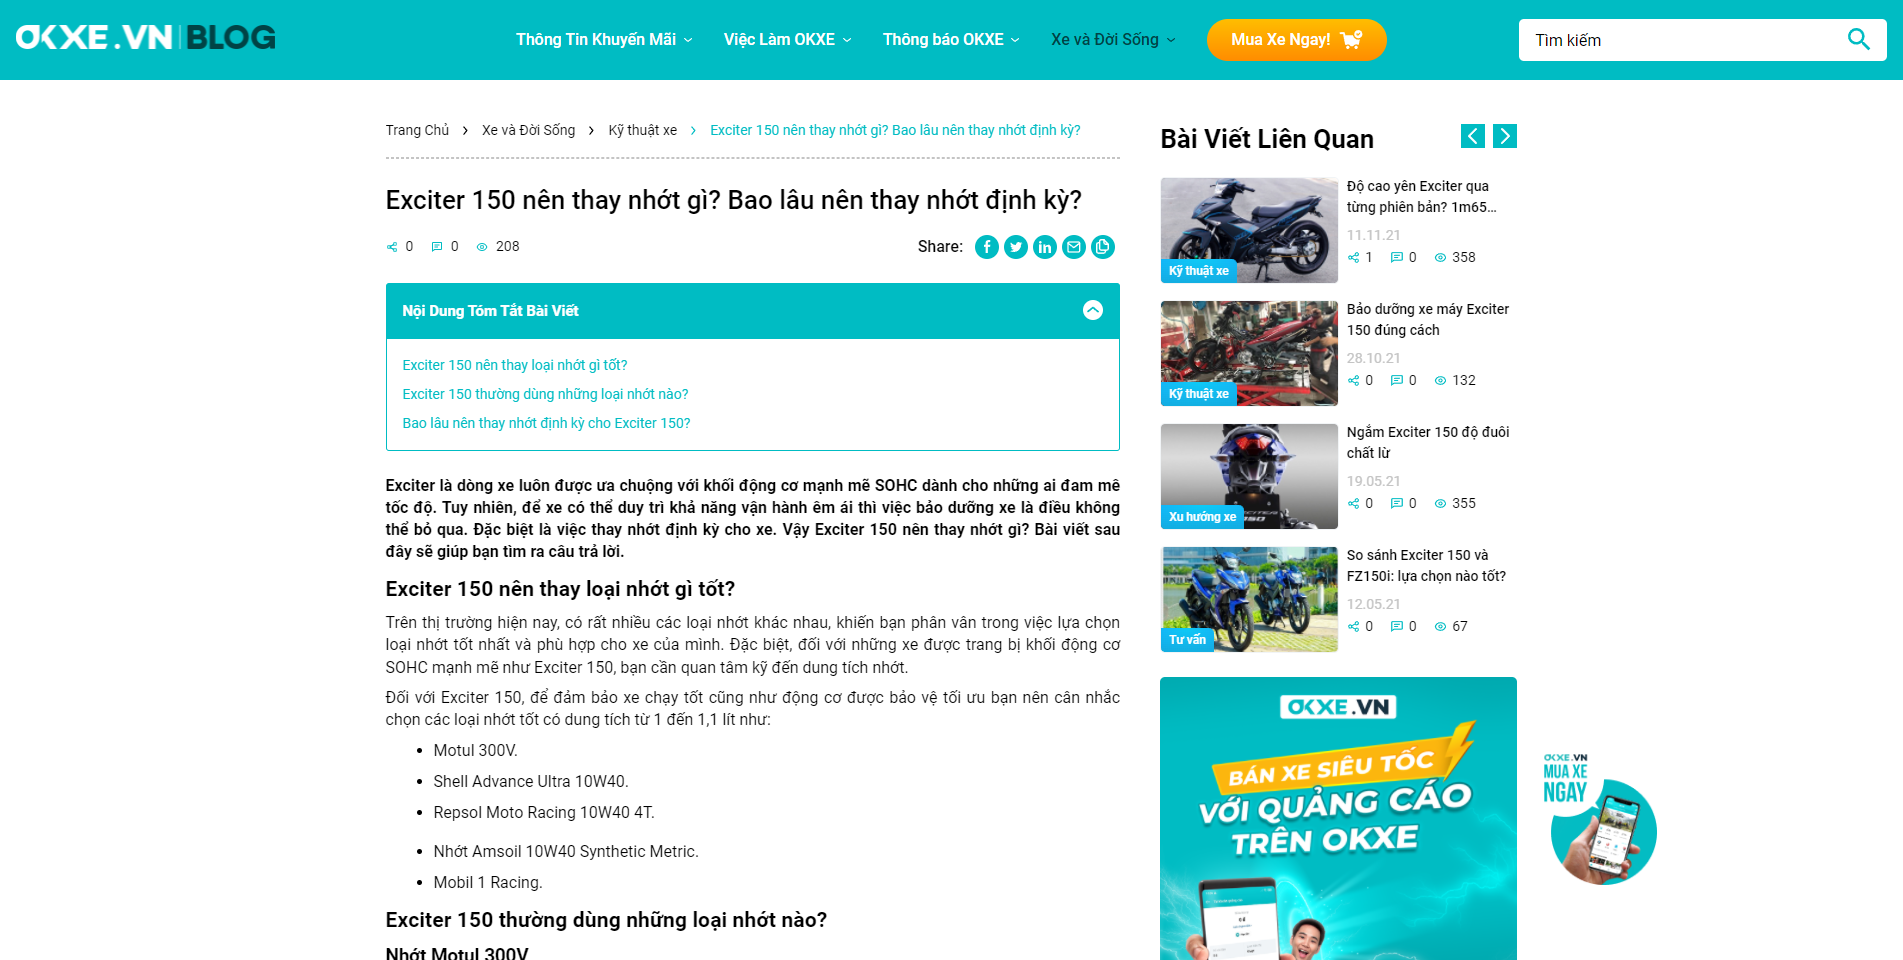 OKXE.VN | BLOG
Thông Tin Khuyến Mãi
Việc Làm OKXE
Thông báo OKXE
Xe và Đời Sống
Mua Xe Ngay!
Tìm kiếm
Trang Chủ > Xe và Đời Sống > Kỹ thuật xe > Exciter 150 nên thay nhớt gì? Bao lâu nên thay nhớt định kỳ?
Exciter 150 nên thay nhớt gì? Bao lâu nên thay nhớt định kỳ?
0 0 208
Share:
Nội Dung Tóm Tắt Bài Viết
Exciter 150 nên thay loại nhớt gì tốt?
Exciter 150 thường dùng những loại nhớt nào?
Bao lâu nên thay nhớt định kỳ cho Exciter 150?
Exciter là dòng xe luôn được ưa chuộng với khối động cơ mạnh mẽ SOHC dành cho những ai đam mê
tốc độ. Tuy nhiên, để xe có thể duy trì khả năng vận hành êm ái thì việc bảo dưỡng xe là điều không
thể bỏ qua. Đặc biệt là việc thay nhớt định kỳ cho xe. Vậy Exciter 150 nên thay nhớt gì? Bài viết sau
đây sẽ giúp bạn tìm ra câu trả lời.
Exciter 150 nên thay loại nhớt gì tốt?
Trên thị trường hiện nay, có rất nhiều các loại nhớt khác nhau, khiến bạn phân vân trong việc lựa chọn
loại nhớt tốt nhất và phù hợp cho xe của mình. Đặc biệt, đối với những xe được trang bị khối động cơ
SOHC mạnh mẽ như Exciter 150, bạn cần quan tâm kỹ đến dung tích nhớt.
Đối với Exciter 150, để đảm bảo xe chạy tốt cũng như động cơ được bảo vệ tối ưu bạn nên cân nhắc
chọn các loại nhớt tốt có dung tích từ 1 đến 1,1 lít như:
• Motul 300V.
• Shell Advance Ultra 10W40.
• Repsol Moto Racing 10W40 4T.
• Nhớt Amsoil 10W40 Synthetic Metric.
• Mobil 1 Racing.
Exciter 150 thường dùng những loại nhớt nào?
Nhớt Motul 300V
Bài Viết Liên Quan
Kỹ thuật xe
Độ cao yên Exciter qua
từng phiên bản? 1m65...
11.11.21
1 0 358
Kỹ thuật xe
Bảo dưỡng xe máy Exciter
150 đúng cách
28.10.21
0 0 132
Xu hướng xe
Ngắm Exciter 150 độ đuôi
chất lừ
19.05.21
0 0 355
Tư vấn
So sánh Exciter 150 và
FZ150i: lựa chọn nào tốt?
12.05.21
0 0 67
OKXE.VN
BÁN XE SIÊU TỐC
VỚI QUẢNG CÁO
TRÊN OKXE
OKXE.VN
MUA XE
NGAY